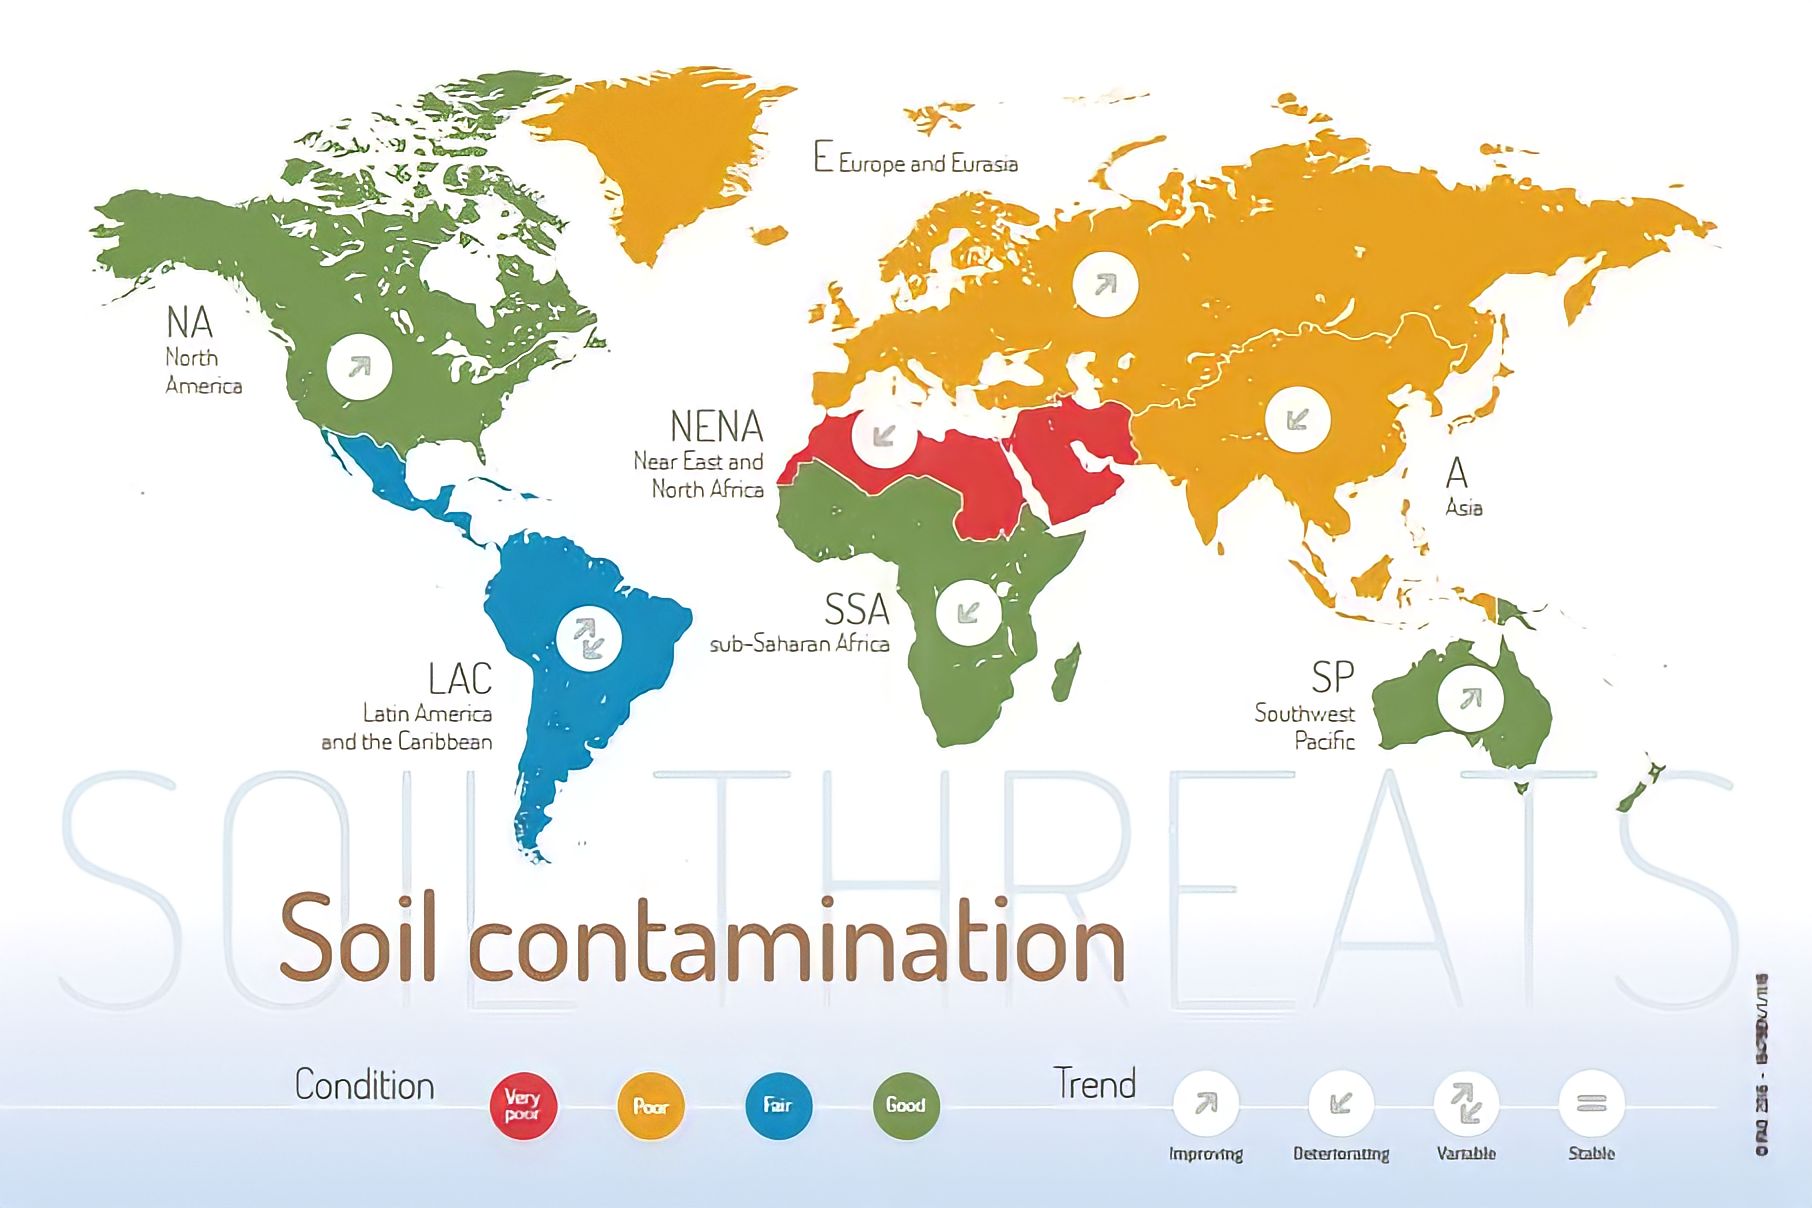 E Europe and Eurasia
NA
North
America
NENA
Near East and
North Africa
A
Asia
SSA
sub-Saharan Africa
LAC
Latin America
and the Caribbean
SP
Southwest
Pacific
SOIL THREATS
Soil contamination
Condition
Very
poor
Poor
Fair
Good
Trend
Improving
Deteriorating
Variable
Stable
© FAO